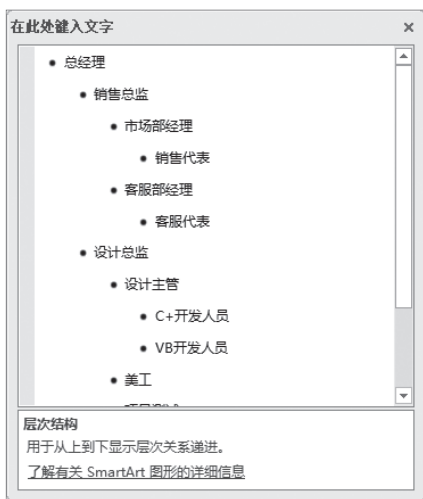 在此处键入文字
• 总经理
• 销售总监
• 市场部经理
• 销售代表
• 客服部经理
• 客服代表
• 设计总监
• 设计主管
• C+开发人员
• VB开发人员
• 美工
层次结构
用于从上到下显示层次关系递进。
了解有关 SmartArt 图形的详细信息